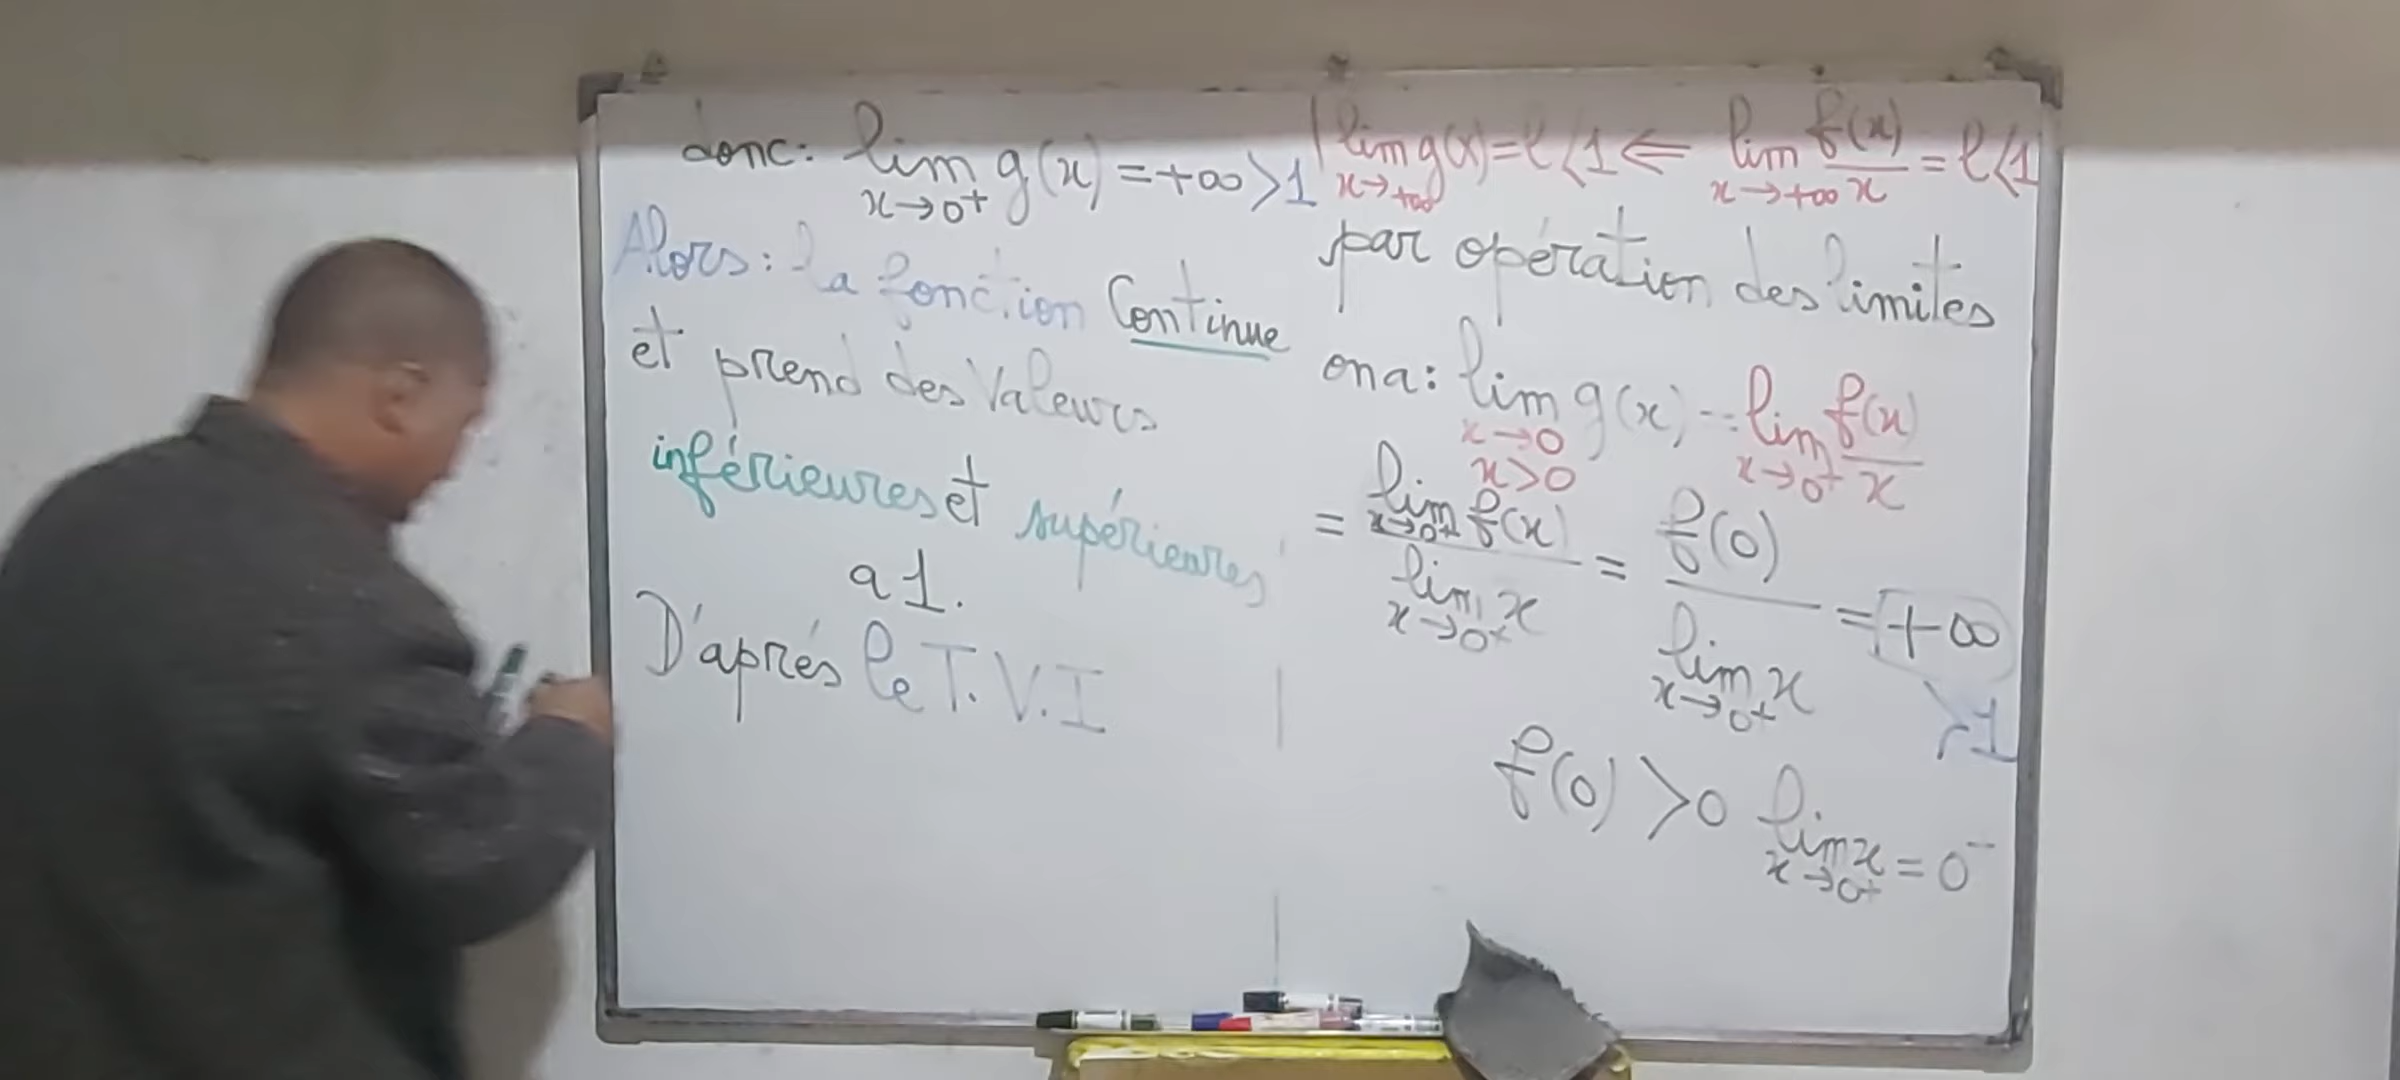 donc: lim g(x) = +∞ > 1
x→0+
Alors: la fonction Continue
et prend des Valeurs
inférieures et supérieures
a 1.
D'aprés le T.V.I
lim g(x) = l < 1 ⇐ lim f(x)/x = l < 1
x→+∞ x→+∞
par opération des limites
ona: lim g(x) = lim f(x)/x
x→0 x→0+
x>0
= lim f(x) / lim x = f(0) / lim x = +∞
x→0+ x→0+ x→0+
>1
f(0) > 0 lim x = 0-
x→0+